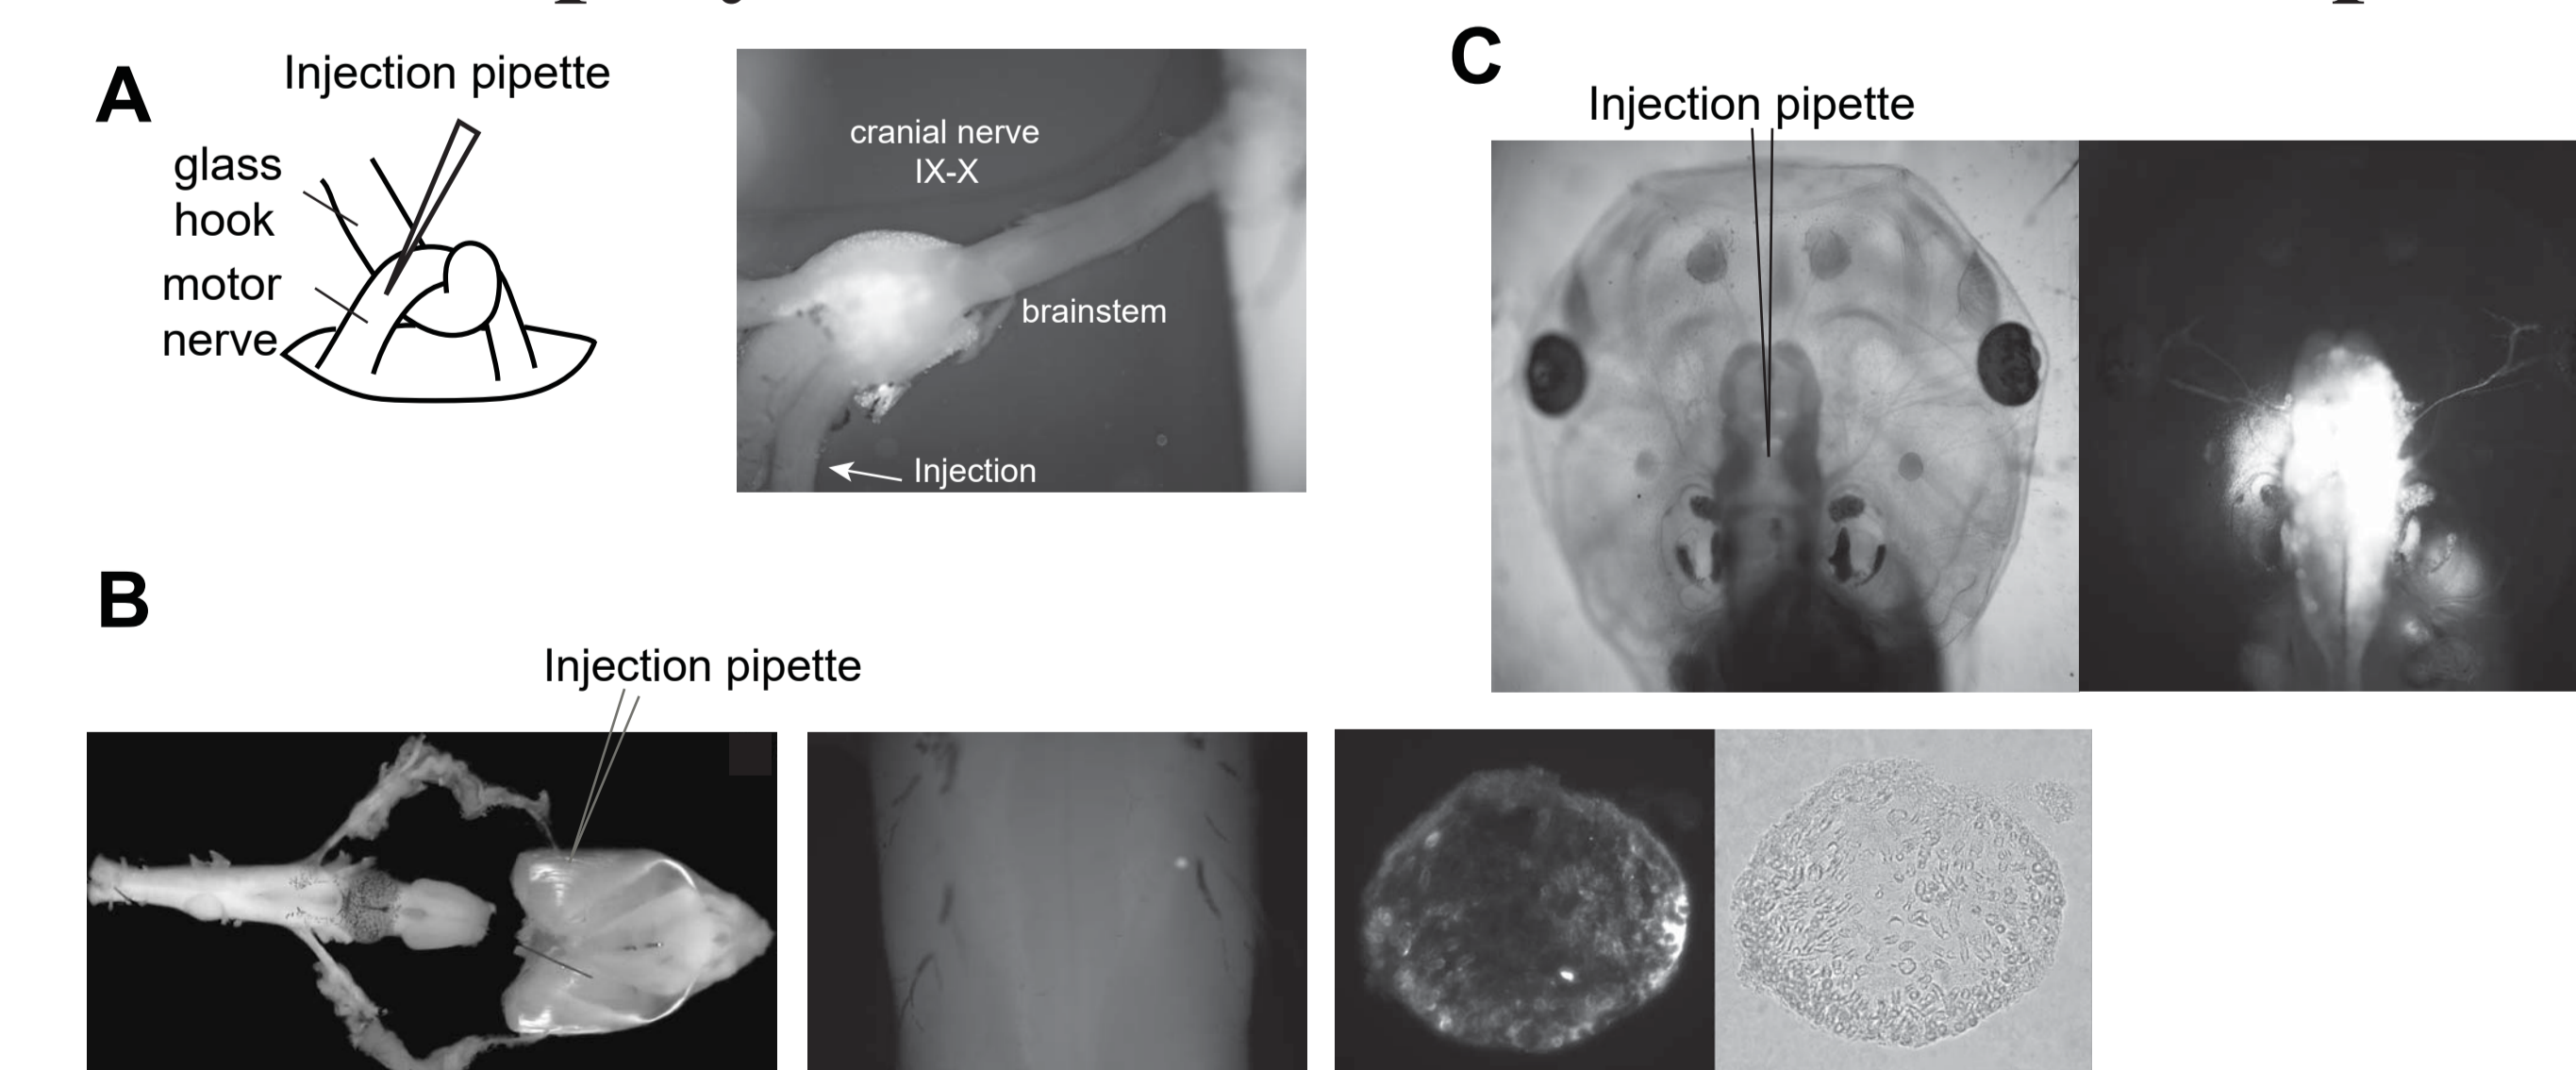 A
Injection pipette
glass
hook
motor
nerve
cranial nerve
IX-X
brainstem
Injection
B
Injection pipette
C
Injection pipette